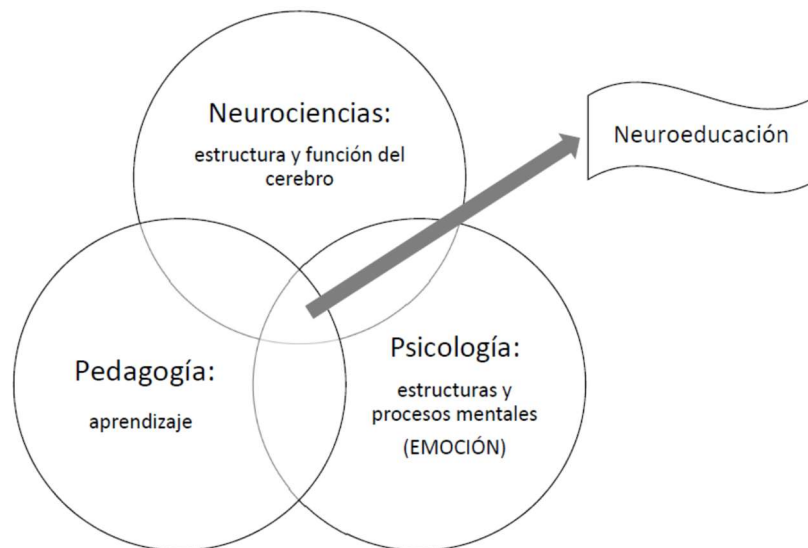 Neurociencias:
estructura y función del
cerebro
Neuroeducación
Pedagogía:
aprendizaje
Psicología:
estructuras y
procesos mentales
(EMOCIÓN)